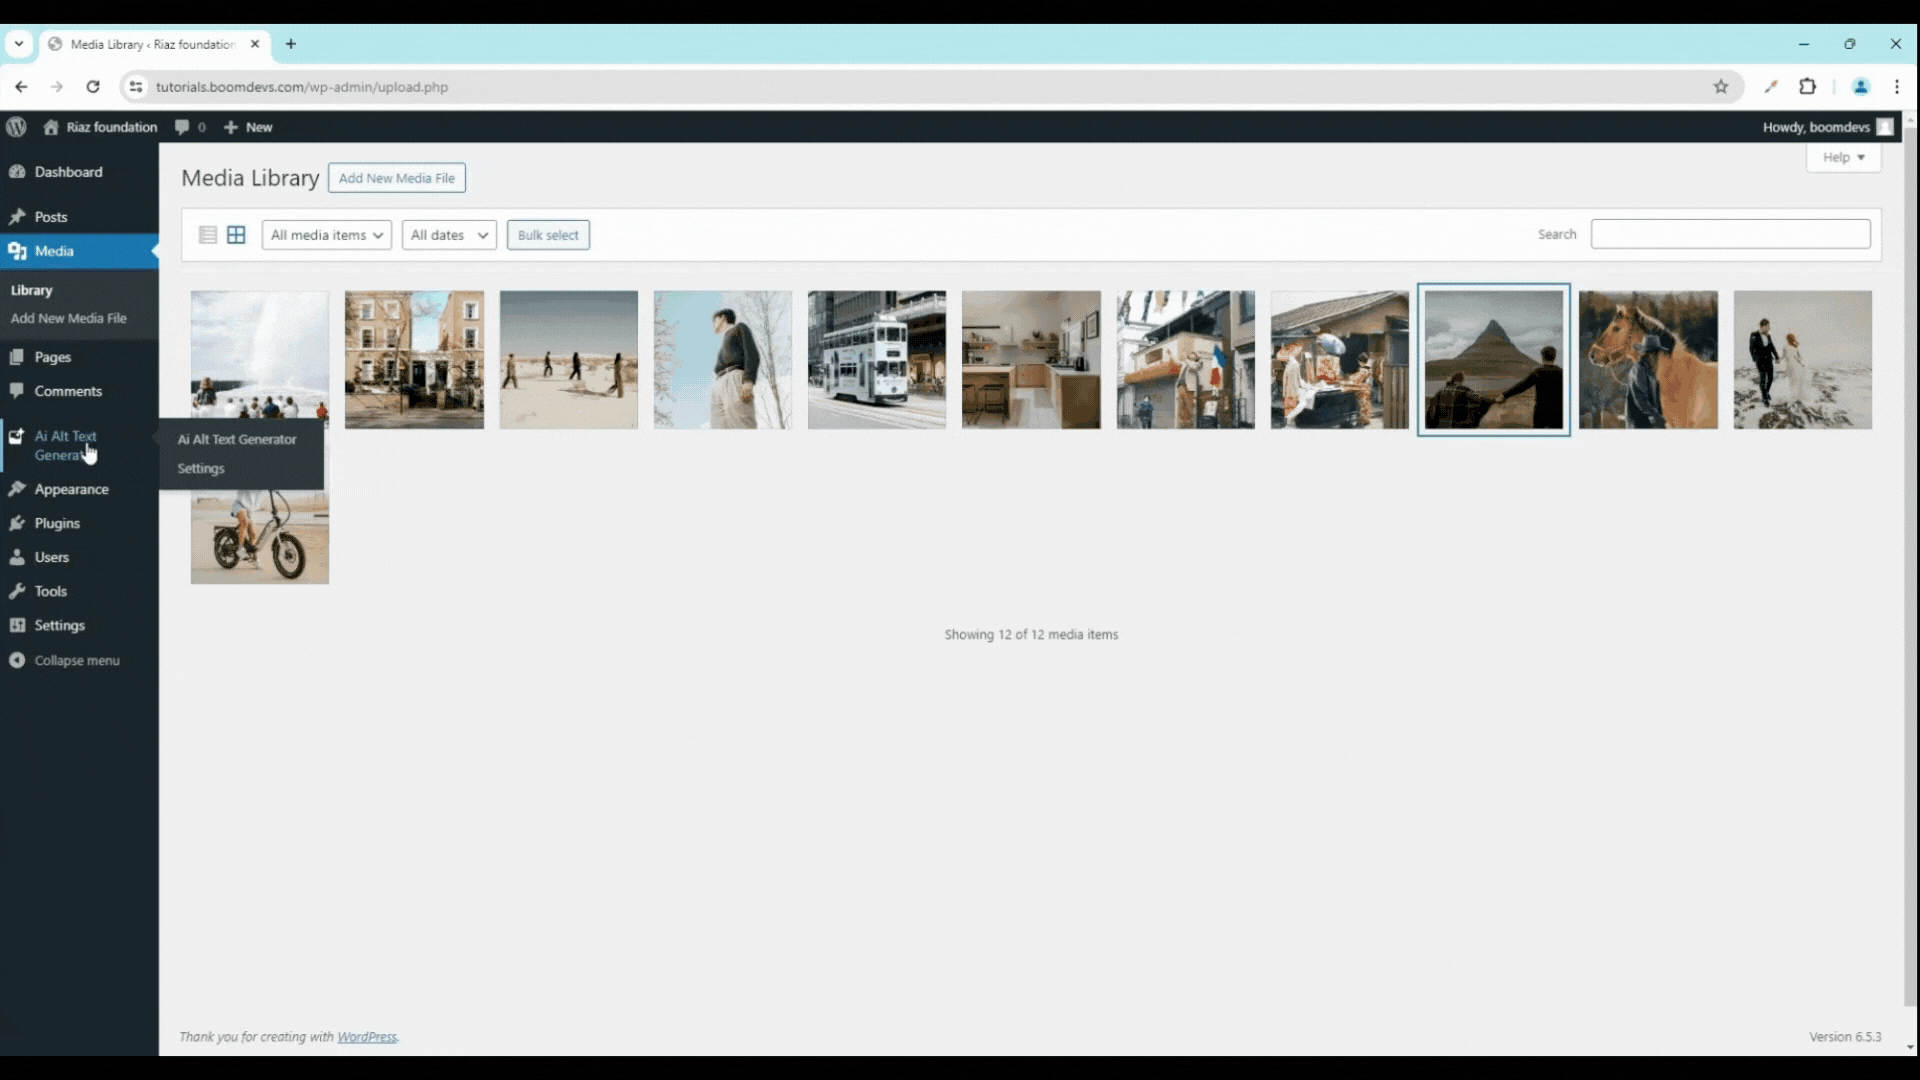 Media Library ‹ Riaz foundation
tutorials.boomdevs.com/wp-admin/upload.php
Riaz foundation
0
New
Howdy, boomdevs
Help
Dashboard
Posts
Media
Library
Add New Media File
Pages
Comments
Ai Alt Text
Generat
Ai Alt Text Generator
Settings
Appearance
Plugins
Users
Tools
Settings
Collapse menu
Media Library
Add New Media File
All media items
All dates
Bulk select
Search
Showing 12 of 12 media items
Thank you for creating with WordPress.
Version 6.5.3